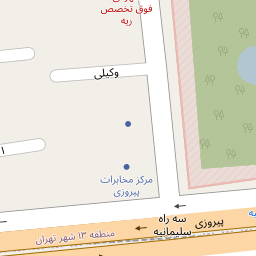 فوق تخصص
ریه
وکیلی
مرکز مخابرات
پیروزی
سه راه
سلیمانیه
پیروزی
منطقه ۱۳ شهر تهران